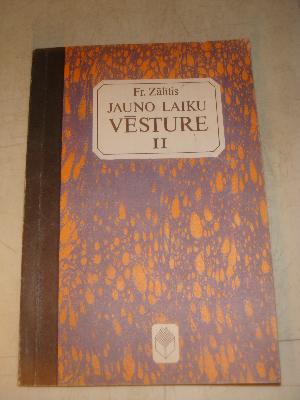 Fr. Zālītis
JAUNO LAIKU
VĒSTURE
II